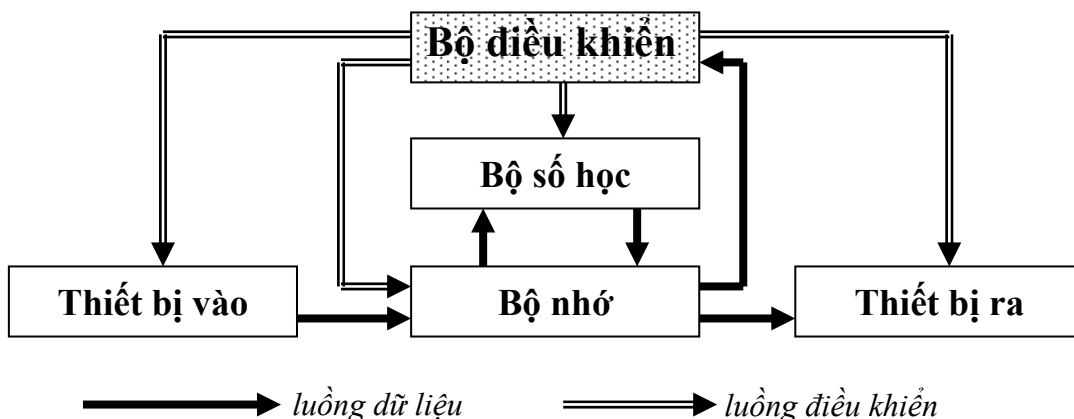 Bộ điều khiển
Bộ số học
Thiết bị vào
Bộ nhớ
Thiết bị ra
luồng dữ liệu
luồng điều khiển